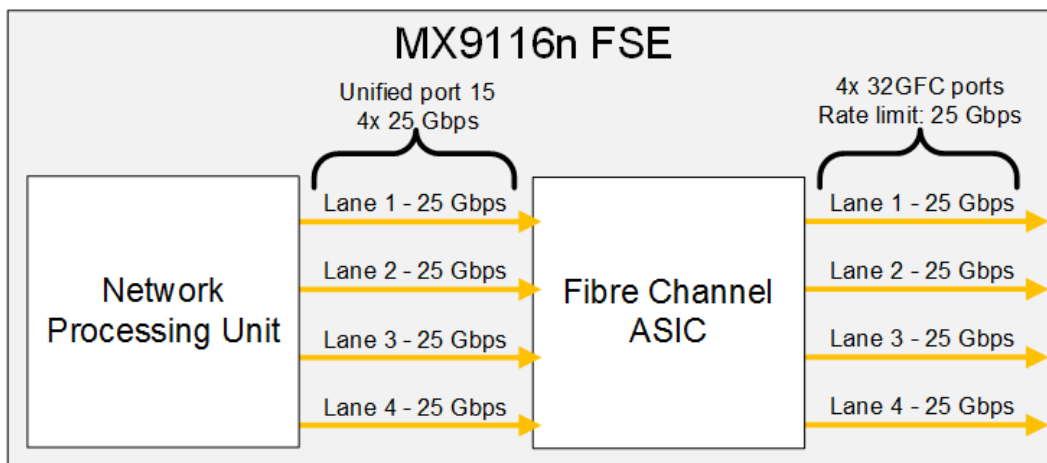 MX9116n FSE
Unified port 15
4x 25 Gbps
4x 32GFC ports
Rate limit: 25 Gbps
Network
Processing Unit
Lane 1 - 25 Gbps
Lane 2 - 25 Gbps
Lane 3 - 25 Gbps
Lane 4 - 25 Gbps
Fibre Channel
ASIC
Lane 1 - 25 Gbps
Lane 2 - 25 Gbps
Lane 3 - 25 Gbps
Lane 4 - 25 Gbps